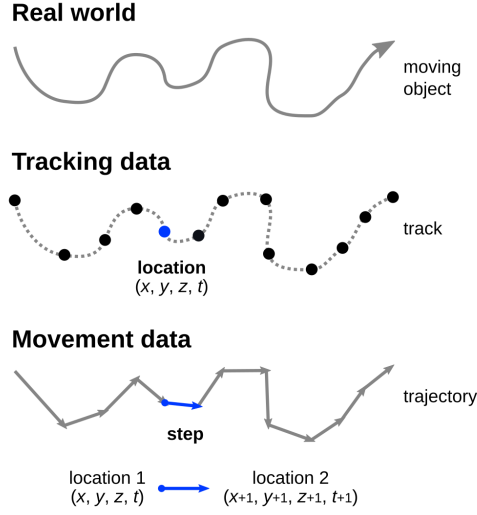 Real world
moving
object
Tracking data
track
location
(x, y, z, t)
Movement data
trajectory
step
location 1
(x, y, z, t)
location 2
(x+1, y+1, z+1, t+1)